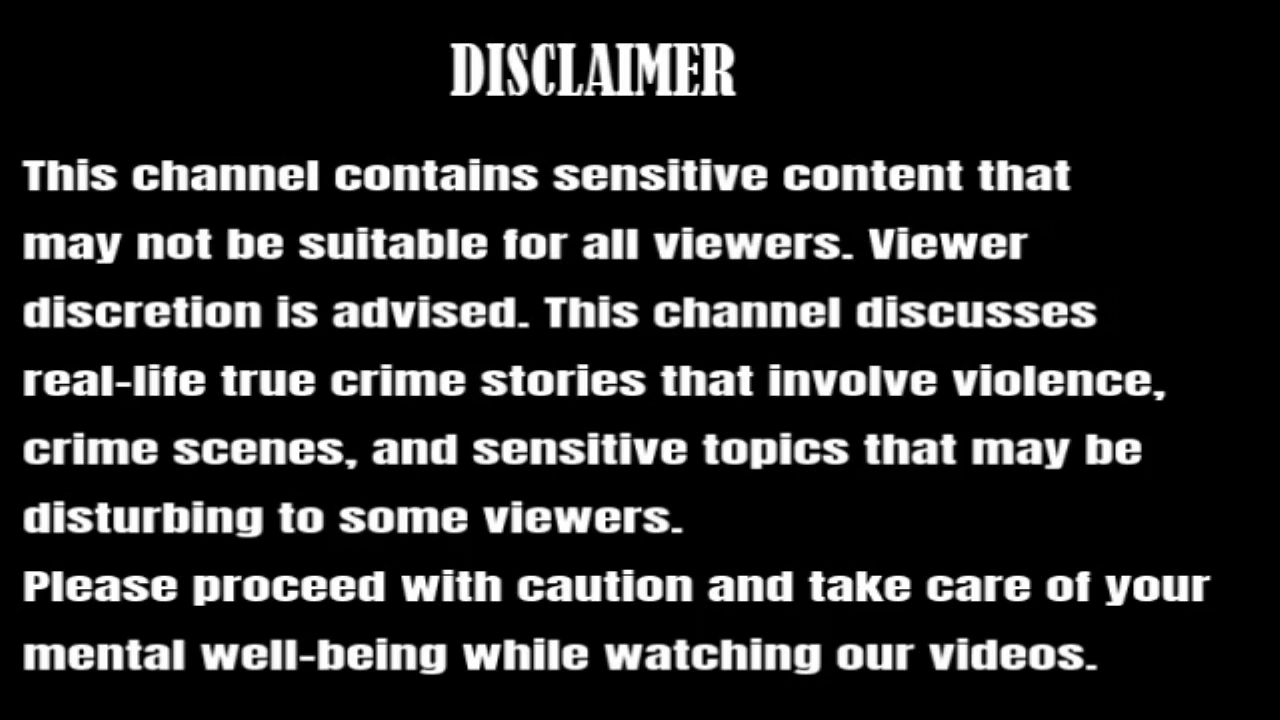 DISCLAIMER
This channel contains sensitive content that
may not be suitable for all viewers. Viewer
discretion is advised. This channel discusses
real-life true crime stories that involve violence,
crime scenes, and sensitive topics that may be
disturbing to some viewers.
Please proceed with caution and take care of your
mental well-being while watching our videos.